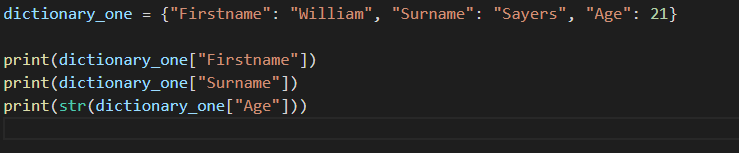 dictionary_one = {"Firstname": "William", "Surname": "Sayers", "Age": 21}
print(dictionary_one["Firstname"])
print(dictionary_one["Surname"])
print(str(dictionary_one["Age"]))